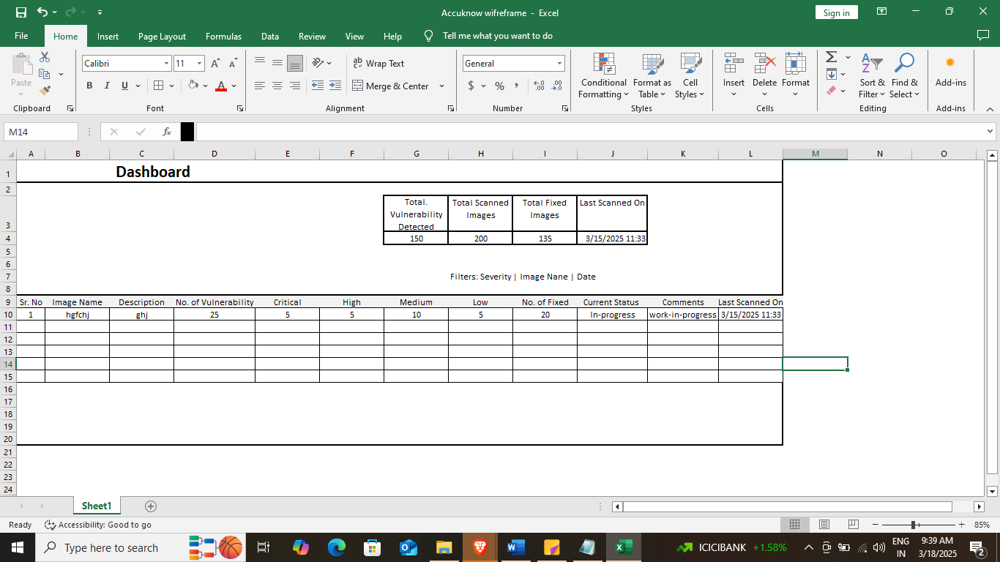 Accuknow wifreframe - Excel
Sign in
File Home Insert Page Layout Formulas Data Review View Help Tell me what you want to do
Paste
Calibri 11
B I U
Wrap Text
Merge & Center
General
$ % ,
Conditional Formatting
Format as Table
Cell Styles
Insert Delete Format
Sort & Filter
Find & Select
Add-ins
Clipboard Font Alignment Number Styles Cells Editing Add-ins
M14 fx
A B C D E F G H I J K L M N O
1 Dashboard
2
3 Total. Vulnerability Detected Total Scanned Images Total Fixed Images Last Scanned On
4 150 200 135 3/15/2025 11:33
5
6
7 Filters: Severity | Image Nane | Date
8
9 Sr. No Image Name Description No. of Vulnerability Critical High Medium Low No. of Fixed Current Status Comments Last Scanned On
10 1 hgfchj ghj 25 5 5 10 5 20 In-progress work-in-progress 3/15/2025 11:33
11
12
13
14
15
16
17
18
19
20
21
22
23
24
Sheet1
Ready Accessibility: Good to go 85%
Type here to search
ICICIBANK +1.58%
ENG
IN
9:39 AM
3/18/2025
2